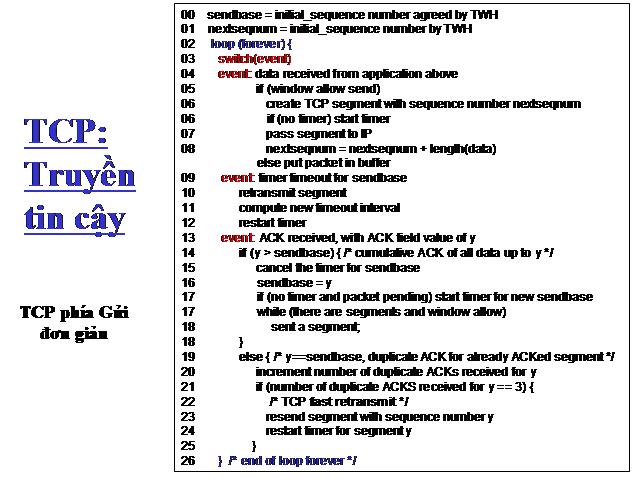 TCP:
Truyền
tin cậy
TCP phía Gửi
đơn giản
00 sendbase = initial_sequence number agreed by TWH
01 nextseqnum = initial_sequence number by TWH
02 loop (forever) {
03 switch(event)
04 event: data received from application above
05 if (window allow send)
06 create TCP segment with sequence number nextseqnum
06 if (no timer) start timer
07 pass segment to IP
08 nextseqnum = nextseqnum + length(data)
else put packet in buffer
09 event: timer timeout for sendbase
10 retransmit segment
11 compute new timeout interval
12 restart timer
13 event: ACK received, with ACK field value of y
14 if (y > sendbase) { /* cumulative ACK of all data up to y */
15 cancel the timer for sendbase
16 sendbase = y
17 if (no timer and packet pending) start timer for new sendbase
17 while (there are segments and window allow)
18 sent a segment;
18 }
19 else { /* y==sendbase, duplicate ACK for already ACKed segment */
20 increment number of duplicate ACKs received for y
21 if (number of duplicate ACKS received for y == 3) {
22 /* TCP fast retransmit */
23 resend segment with sequence number y
24 restart timer for segment y
25 }
26 } /* end of loop forever */